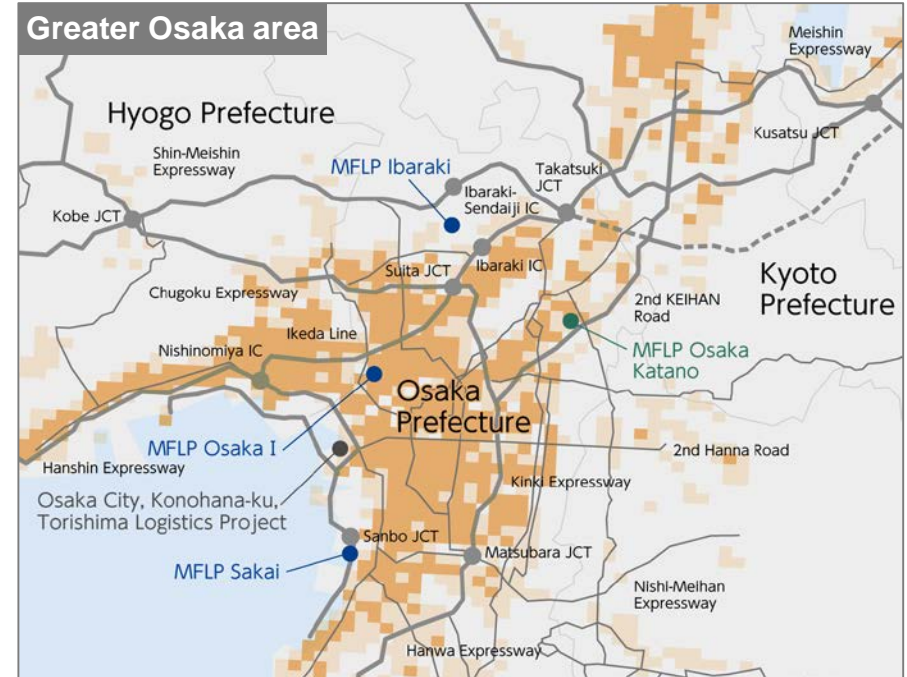 Greater Osaka area
Meishin
Expressway
Hyogo Prefecture
Kusatsu JCT
Shin-Meishin
Expressway
MFLP Ibaraki
Takatsuki
JCT
Ibaraki-
Sendaiji IC
Kobe JCT
Suita JCT
Ibaraki IC
Kyoto
Prefecture
Chugoku Expressway
2nd KEIHAN
Road
Ikeda Line
Nishinomiya IC
MFLP Osaka
Katano
Osaka
Prefecture
MFLP Osaka I
2nd Hanna Road
Hanshin Expressway
Kinki Expressway
Osaka City, Konohana-ku,
Torishima Logistics Project
Sanbo JCT
Matsubara JCT
MFLP Sakai
Nishi-Meihan
Expressway
Hanwa Expressway